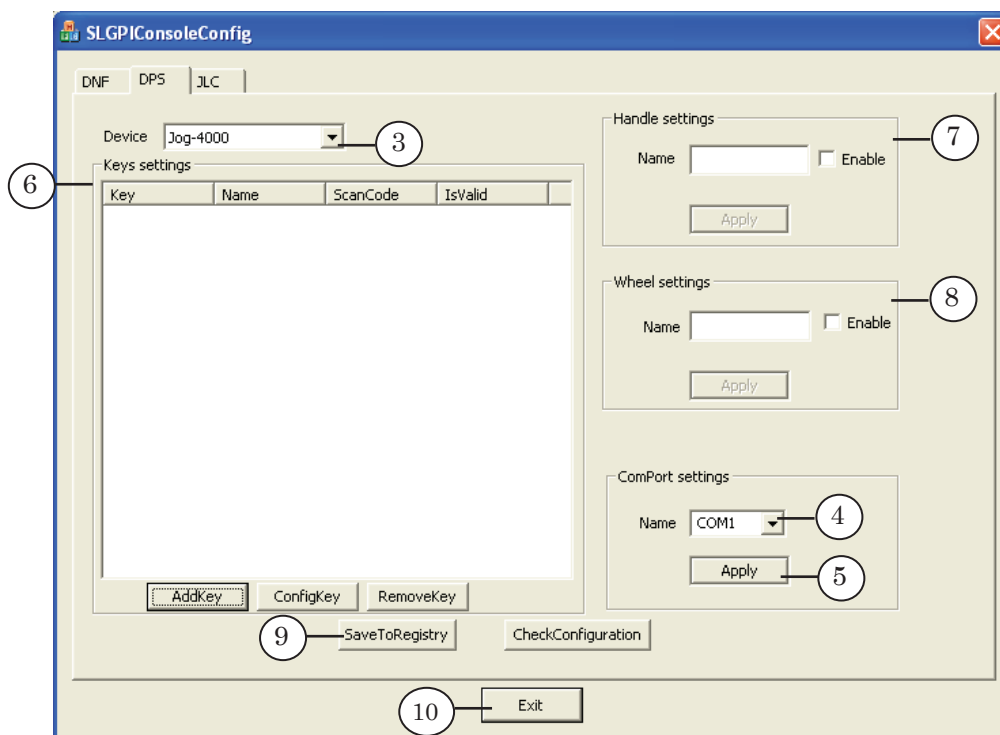 SLGPIConsoleConfig
DNF DPS JLC
Device Jog-4000
3
Keys settings
6
Key Name ScanCode IsValid
AddKey ConfigKey RemoveKey
9
SaveToRegistry CheckConfiguration
Handle settings
7
Name Enable
Apply
Wheel settings
8
Name Enable
Apply
ComPort settings
Name COM1
4
Apply
5
10
Exit